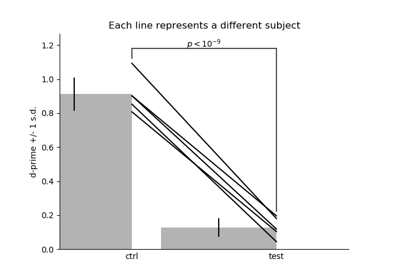 Each line represents a different subject
p < 10⁻⁹
1.2
1.0
0.8
0.6
0.4
0.2
0.0
d-prime +/- 1 s.d.
ctrl
test